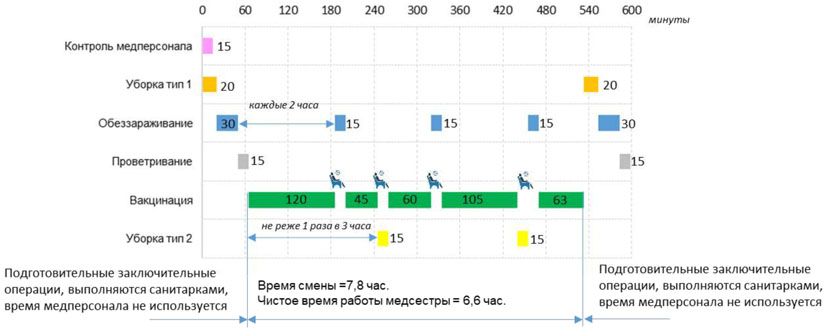 0 60 120 180 240 300 360 420 480 540 600
минуты
Контроль медперсонала 15
Уборка тип 1 20 20
каждые 2 часа
Обеззараживание 30 15 15 15 30
Проветривание 15 15
Вакцинация 120 45 60 105 63
не реже 1 раза в 3 часа
Уборка тип 2 15 15
Подготовительные заключительные
операции, выполняются санитарками,
время медперсонала не используется
Время смены =7,8 час.
Чистое время работы медсестры = 6,6 час.
Подготовительные заключительные
операции, выполняются санитарками,
время медперсонала не используется